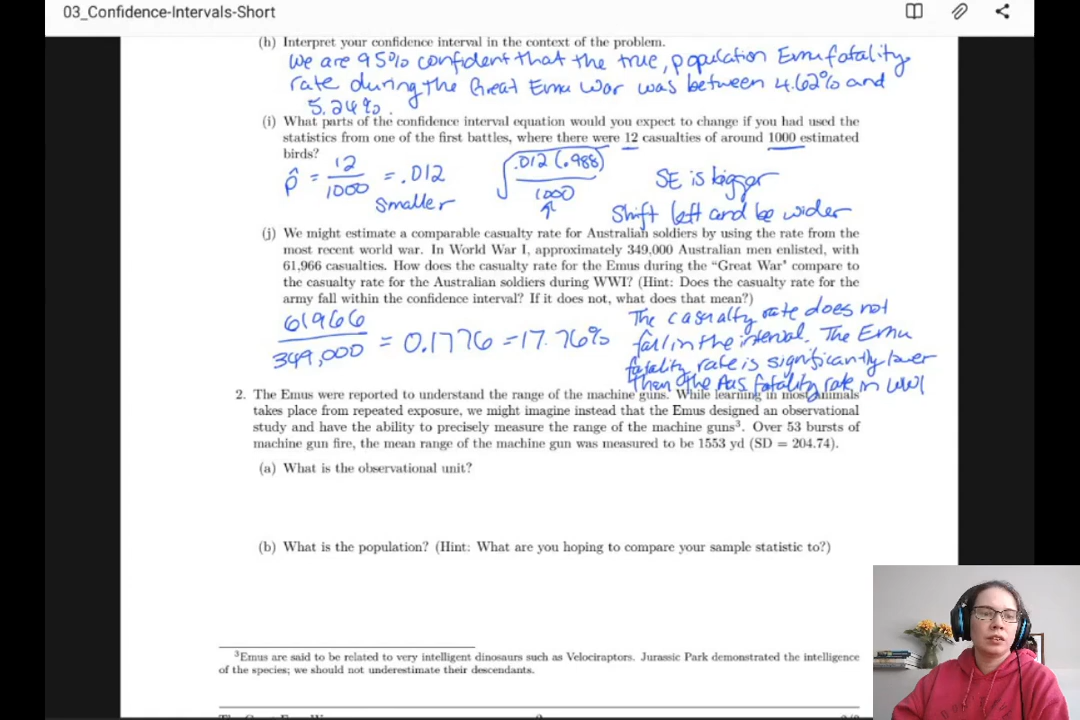 03_Confidence-Intervals-Short
(h) Interpret your confidence interval in the context of the problem.
We are 95% confident that the true, population Emu fatality
rate during the Great Emu War was between 4.62% and
5.24%.
(i) What parts of the confidence interval equation would you expect to change if you had used the
statistics from one of the first battles, where there were 12 casualties of around 1000 estimated
birds?
p̂ = 12/1000 = .012
smaller
√(.012(.988)/1000)
SE is bigger
Shift left and be wider
(j) We might estimate a comparable casualty rate for Australian soldiers by using the rate from the
most recent world war. In World War I, approximately 349,000 Australian men enlisted, with
61,966 casualties. How does the casualty rate for the Emus during the "Great War' compare to
the casualty rate for the Australian soldiers during WWI? (Hint: Does the casualty rate for the
army fall within the confidence interval? If it does not, what does that mean?)
61966/349,000 = 0.1776 = 17.76%
The casualty rate does not
fall in the interval. The Emu
fatality rate is significantly lower
than the Aus fatality rate in WWI
2. The Emus were reported to understand the range of the machine guns. While learning in most animals
takes place from repeated exposure, we might imagine instead that the Emus designed an observational
study and have the ability to precisely measure the range of the machine guns³. Over 53 bursts of
machine gun fire, the mean range of the machine gun was measured to be 1553 yd (SD = 204.74).
(a) What is the observational unit?
(b) What is the population? (Hint: What are you hoping to compare your sample statistic to?)
³Emus are said to be related to very intelligent dinosaurs such as Velociraptors. Jurassic Park demonstrated the intelligence
of the species; we should not underestimate their descendants.